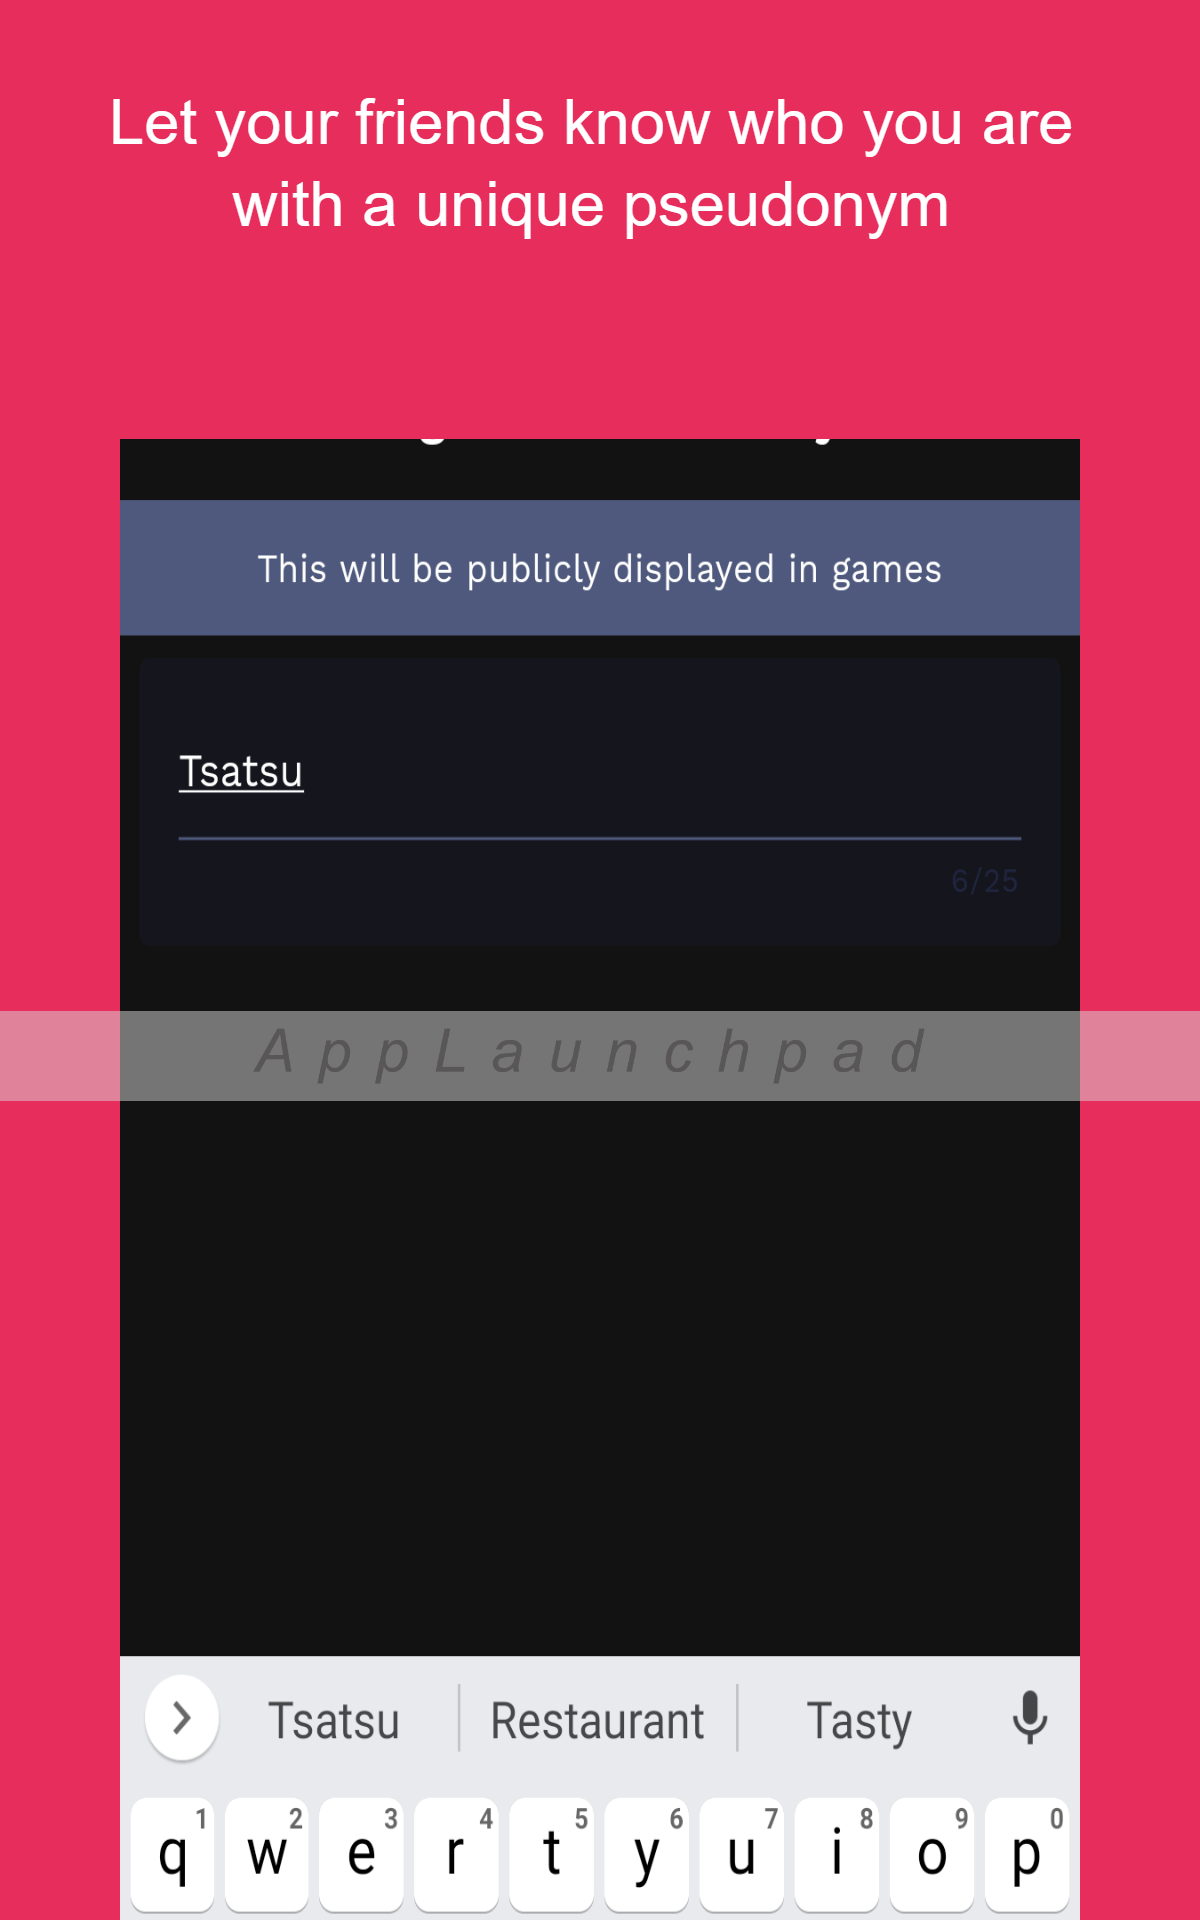 Let your friends know who you are
with a unique pseudonym
This will be publicly displayed in games
Tsatsu
6/25
AppLaunchpad
Tsatsu Restaurant Tasty
1 2 3 4 5 6 7 8 9 0
q w e r t y u i o p